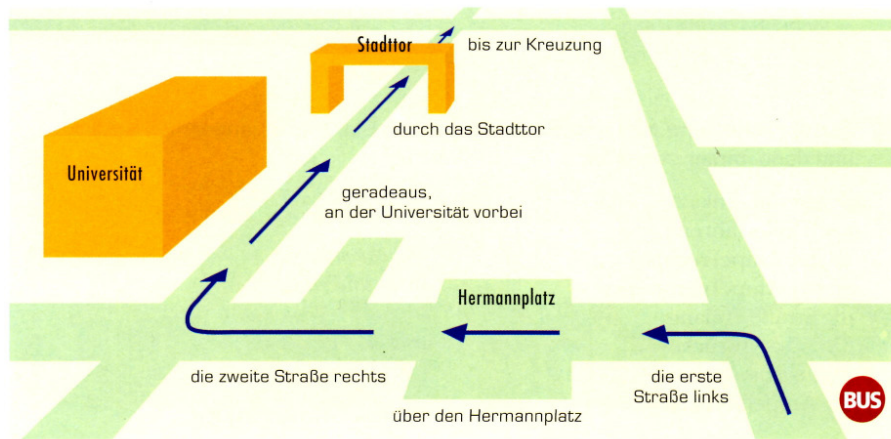 Stadttor
bis zur Kreuzung
durch das Stadttor
Universität
geradeaus,
an der Universität vorbei
Hermannplatz
die zweite Straße rechts
die erste
Straße links
über den Hermannplatz
BUS